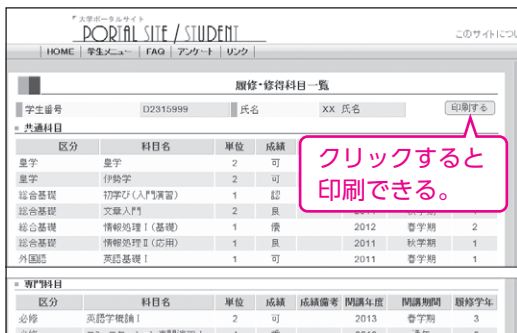 大学ポータルサイト
PORTAL SITE / STUDENT
このサイトにつ
HOME 学生メニュー FAQ アンケート リンク
履修・修得科目一覧
学生番号 D2315999 氏名 XX 氏名 印刷する
共通科目
区分 科目名 単位 成績
皇学 皇学 2 可
皇学 伊勢学 2 可
総合基礎 初学び(入門演習) 1 認
総合基礎 文章入門 2 良
総合基礎 情報処理Ⅰ(基礎) 1 優 2012 春学期 2
総合基礎 情報処理Ⅱ(応用) 1 良 2011 秋学期 1
外国語 英語基礎Ⅰ 1 可 2011 春学期 1
クリックすると
印刷できる。
専門科目
区分 科目名 単位 成績 成績備考 開講年度 開講期間 履修学年
必修 英語学概論Ⅰ 2 可 2013 春学期 3